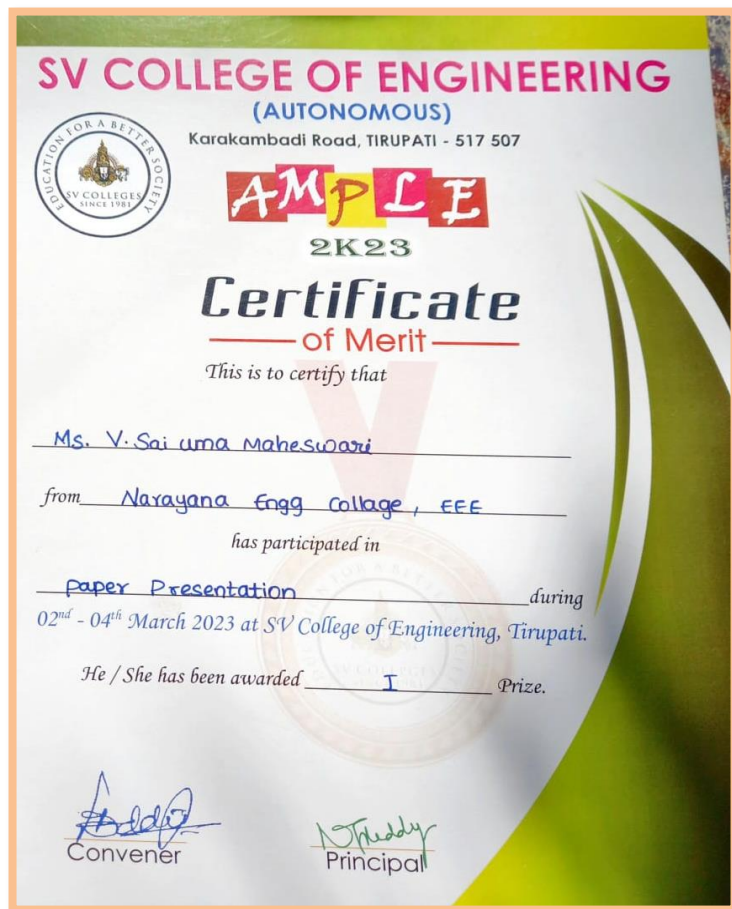 SV COLLEGE OF ENGINEERING
(AUTONOMOUS)
Karakambadi Road, TIRUPATI - 517 507
EDUCATION FOR A BETTER SOCIETY
SV COLLEGES
SINCE 1981
AMPLE
2K23
Certificate
of Merit
This is to certify that
Ms. V. Sai uma Maheswari
from Narayana Engg Collage, EEE
has participated in
paper Presentation during
02nd - 04th March 2023 at SV College of Engineering, Tirupati.
He / She has been awarded I Prize.
Convener
Principal